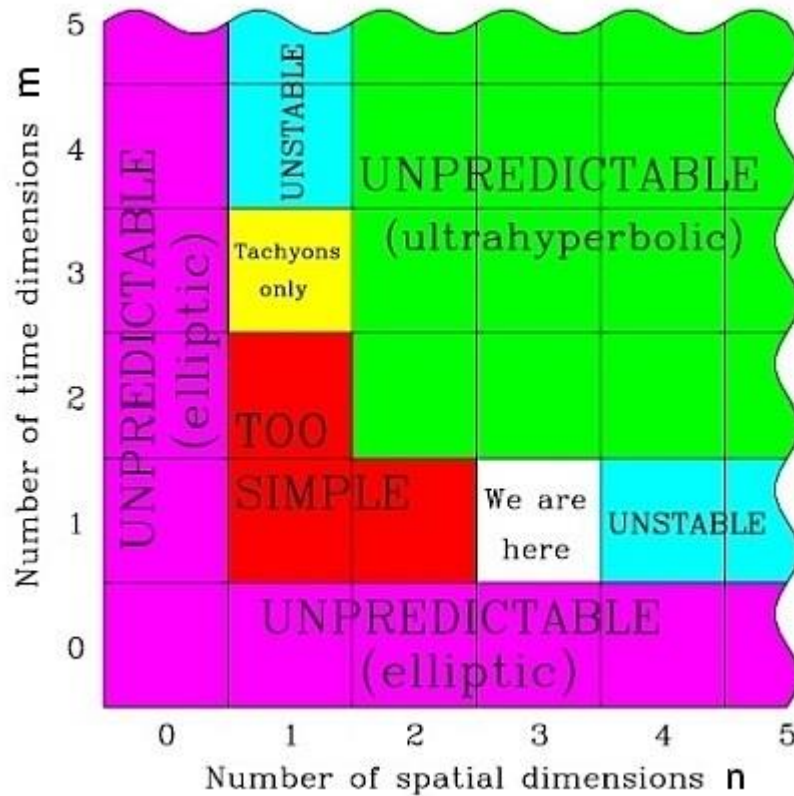 5
4
3
2
1
0
Number of time dimensions m
UNPREDICTABLE
(elliptic)
UNSTABLE
UNPREDICTABLE
(ultrahyperbolic)
Tachyons
only
TOO
SIMPLE
We are
here
UNSTABLE
UNPREDICTABLE
(elliptic)
0 1 2 3 4 5
Number of spatial dimensions n